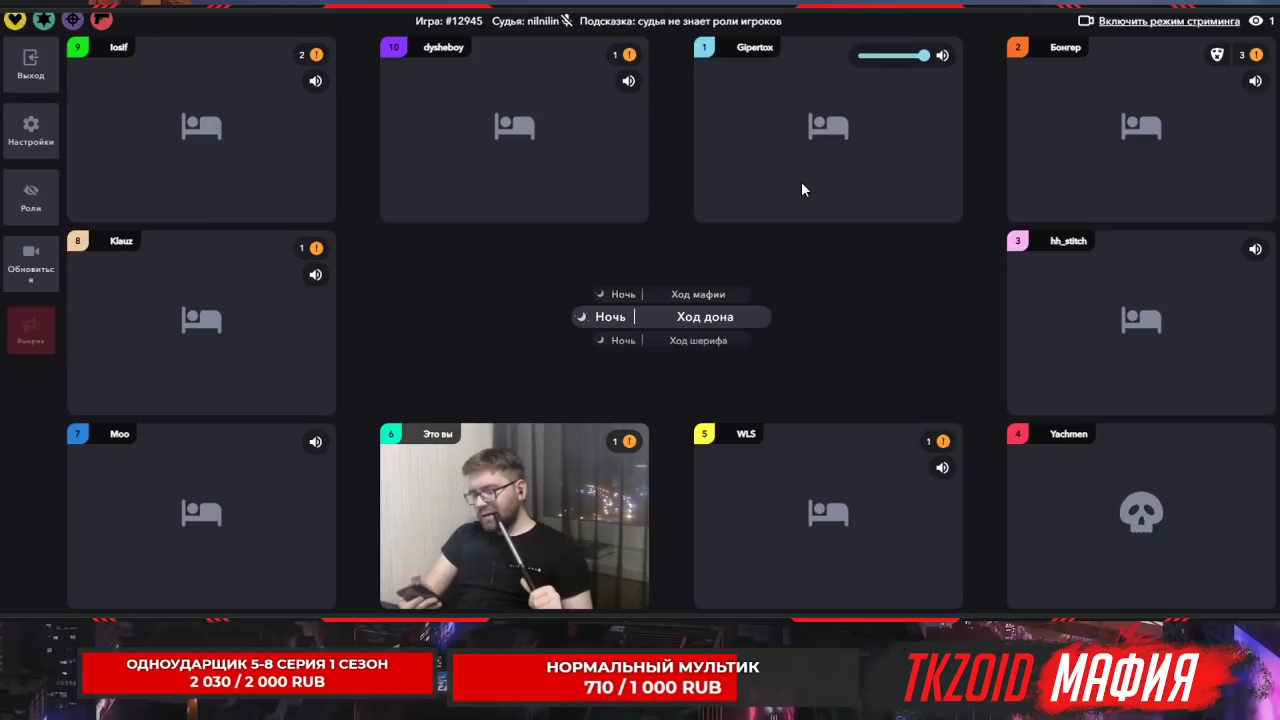 Игра: #12945 Судья: nilnilin Подсказка: судья не знает роли игроков
Включить режим стриминга 1
Выход
Настройки
Роли
Обновиться
9 Iosif 2
10 dysheboy 1
1 Gipertox
2 Бонгер 3
8 Klauz 1
3 hh_stitch
Ночь | Ход мафии
Ночь | Ход дона
Ночь | Ход шерифа
7 Moo
6 Это вы 1
5 WLS 1
4 Yachmen
ОДНОУДАРЩИК 5-8 СЕРИЯ 1 СЕЗОН
2 030 / 2 000 RUB
НОРМАЛЬНЫЙ МУЛЬТИК
710 / 1 000 RUB
TKZOID МАФИЯ